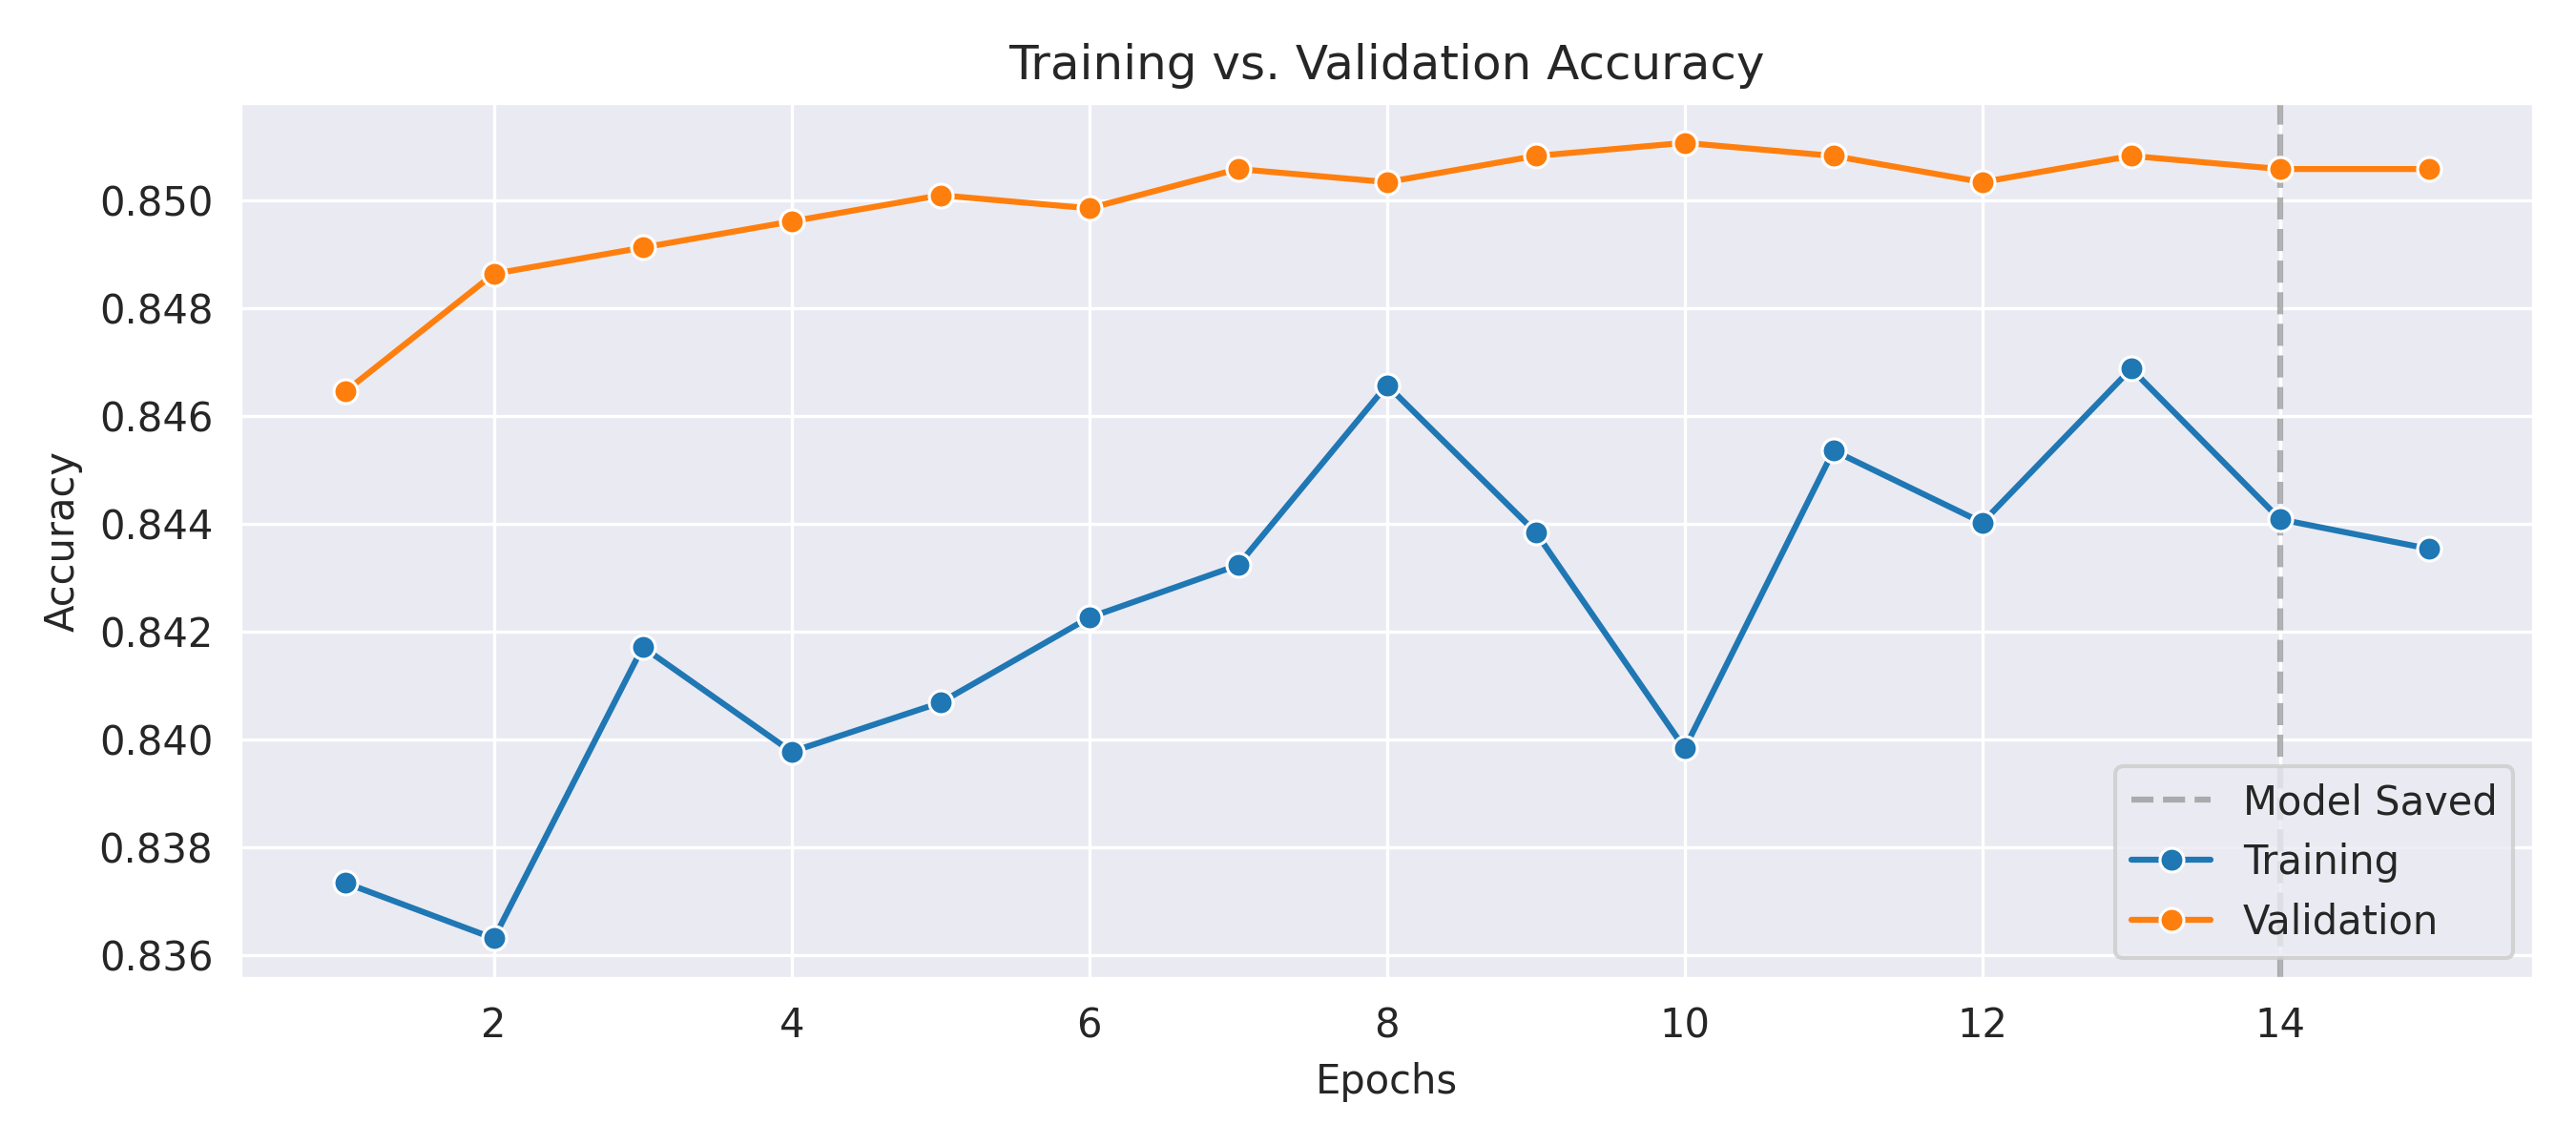 Training vs. Validation Accuracy
Accuracy
0.850
0.848
0.846
0.844
0.842
0.840
0.838
0.836
Model Saved
Training
Validation
2 4 6 8 10 12 14
Epochs